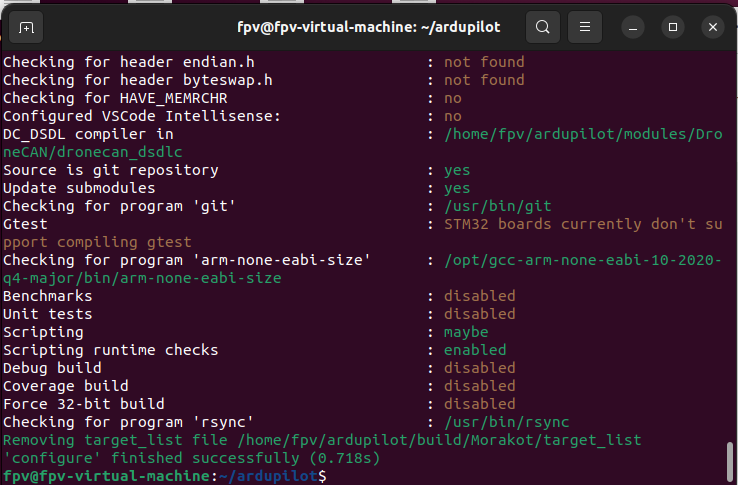 fpv@fpv-virtual-machine: ~/ardupilot
Checking for header endian.h : not found
Checking for header byteswap.h : not found
Checking for HAVE_MEMRCHR : no
Configured VSCode Intellisense: : no
DC_DSDL compiler in : /home/fpv/ardupilot/modules/Dro
neCAN/dronecan_dsdlc
Source is git repository : yes
Update submodules : yes
Checking for program 'git' : /usr/bin/git
Gtest : STM32 boards currently don't su
pport compiling gtest
Checking for program 'arm-none-eabi-size' : /opt/gcc-arm-none-eabi-10-2020-
q4-major/bin/arm-none-eabi-size
Benchmarks : disabled
Unit tests : disabled
Scripting : maybe
Scripting runtime checks : enabled
Debug build : disabled
Coverage build : disabled
Force 32-bit build : disabled
Checking for program 'rsync' : /usr/bin/rsync
Removing target_list file /home/fpv/ardupilot/build/Morakot/target_list
'configure' finished successfully (0.718s)
fpv@fpv-virtual-machine:~/ardupilot$